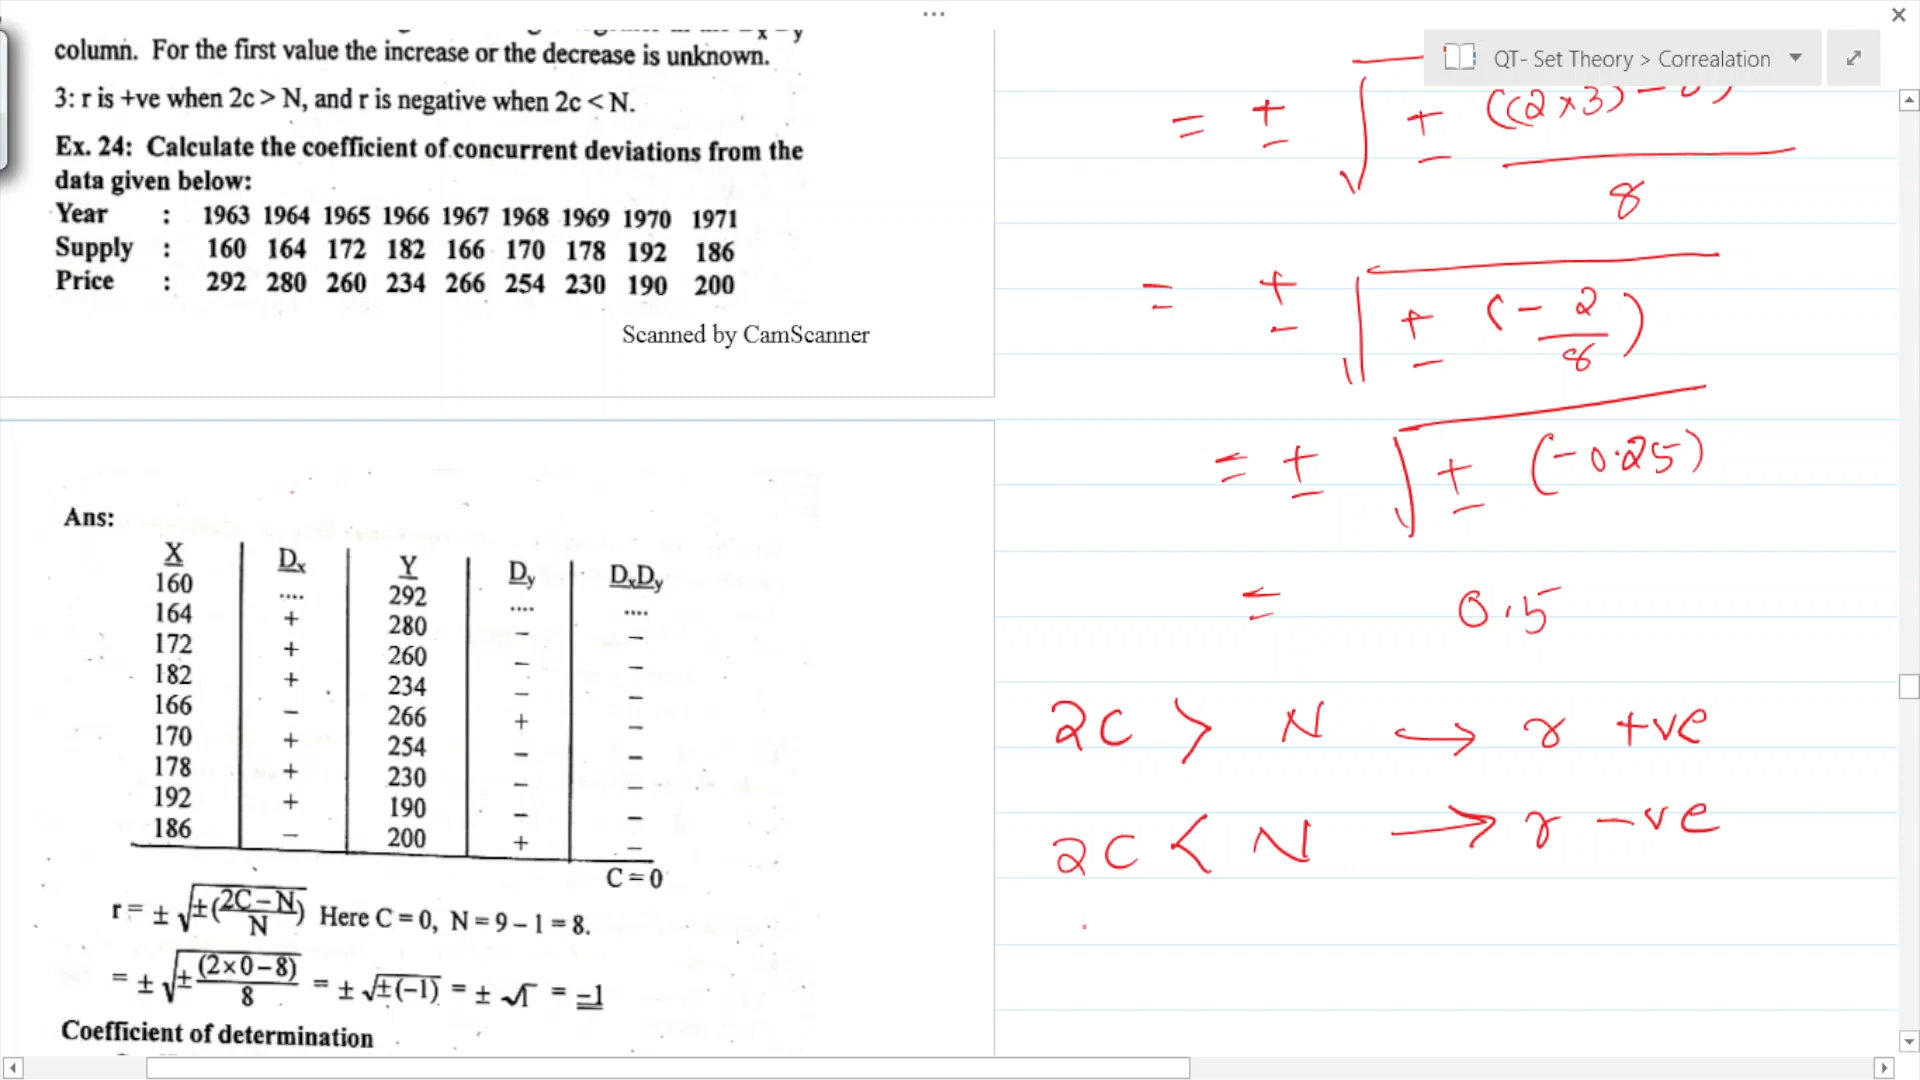 column. For the first value the increase or the decrease is unknown.
3: r is +ve when 2c > N, and r is negative when 2c < N.
Ex. 24: Calculate the coefficient of concurrent deviations from the
data given below:
Year : 1963 1964 1965 1966 1967 1968 1969 1970 1971
Supply : 160 164 172 182 166 170 178 192 186
Price : 292 280 260 234 266 254 230 190 200
Scanned by CamScanner
Ans:
X Dx Y Dy DxDy
160 .... 292 .... ....
164 + 280 – –
172 + 260 – –
182 + 234 – –
166 – 266 + –
170 + 254 – –
178 + 230 – –
192 + 190 – –
186 – 200 + –
C = 0
r = ± √±(2C – N)/N Here C = 0, N = 9 – 1 = 8.
= ± √± (2×0 – 8)/8 = ± √±(–1) = ± √1 = –1
Coefficient of determination
QT- Set Theory > Correalation
= ± √ ± ((2×3) –
8
= ± √ ± (– 2/8)
= ± √ ± (–0.25)
= 0.5
2C > N → r +ve
2C < N → r –ve